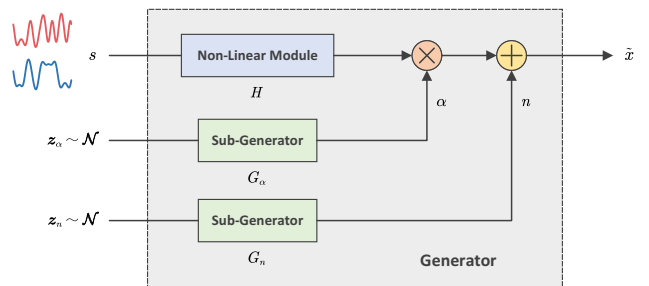 s
Non-Linear Module
x̃
H
α
n
z_α ~ 𝒩
Sub-Generator
G_α
z_n ~ 𝒩
Sub-Generator
G_n
Generator